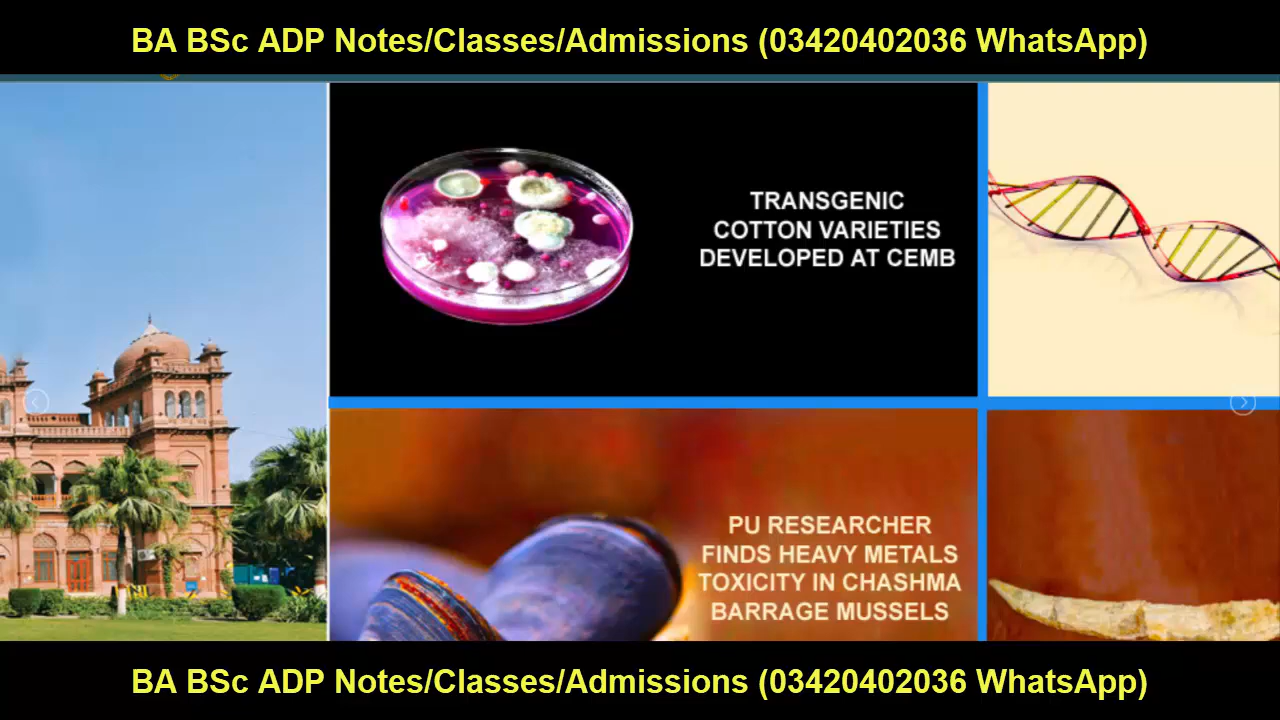 BA BSc ADP Notes/Classes/Admissions (03420402036 WhatsApp)
TRANSGENIC
COTTON VARIETIES
DEVELOPED AT CEMB
PU RESEARCHER
FINDS HEAVY METALS
TOXICITY IN CHASHMA
BARRAGE MUSSELS
BA BSc ADP Notes/Classes/Admissions (03420402036 WhatsApp)